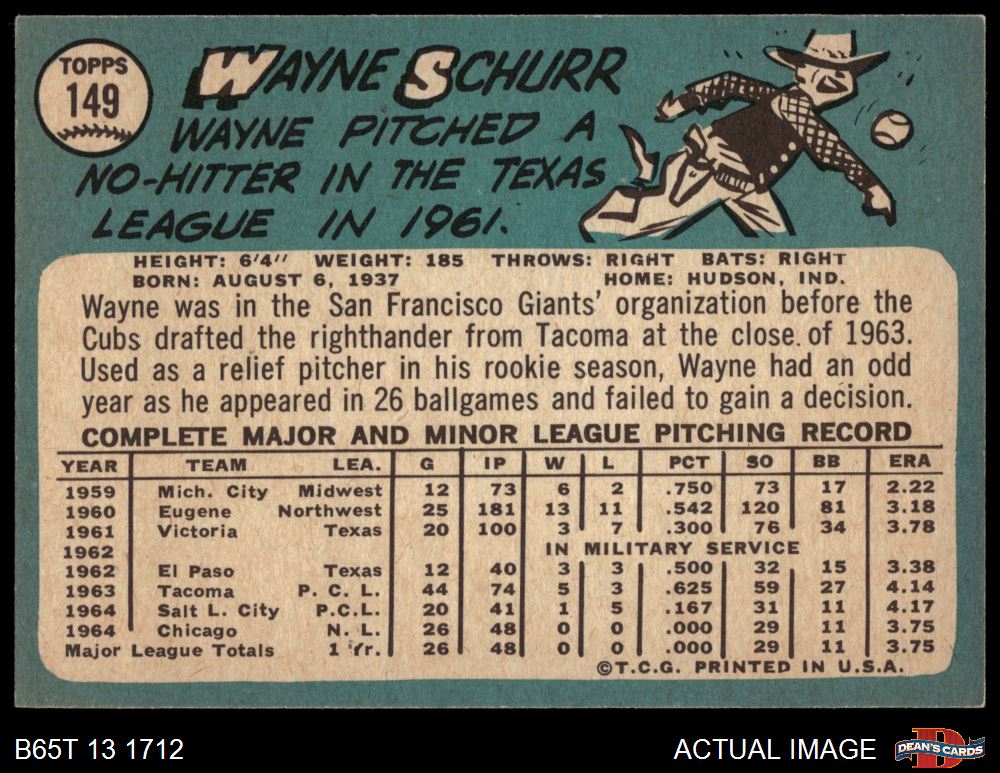 TOPPS
149
WAYNE SCHURR
WAYNE PITCHED A
NO-HITTER IN THE TEXAS
LEAGUE IN 1961.
HEIGHT: 6'4" WEIGHT: 185 THROWS: RIGHT BATS: RIGHT
BORN: AUGUST 6, 1937 HOME: HUDSON, IND.
Wayne was in the San Francisco Giants' organization before the
Cubs drafted the righthander from Tacoma at the close of 1963.
Used as a relief pitcher in his rookie season, Wayne had an odd
year as he appeared in 26 ballgames and failed to gain a decision.
COMPLETE MAJOR AND MINOR LEAGUE PITCHING RECORD
YEAR TEAM LEA. G IP W L PCT SO BB ERA
1959 Mich. City Midwest 12 73 6 2 .750 73 17 2.22
1960 Eugene Northwest 25 181 13 11 .542 120 81 3.18
1961 Victoria Texas 20 100 3 7 .300 76 34 3.78
1962 IN MILITARY SERVICE
1962 El Paso Texas 12 40 3 3 .500 32 15 3.38
1963 Tacoma P. C. L. 44 74 5 3 .625 59 27 4.14
1964 Salt L. City P.C.L. 20 41 1 5 .167 31 11 4.17
1964 Chicago N. L. 26 48 0 0 .000 29 11 3.75
Major League Totals 1 Yr. 26 48 0 0 .000 29 11 3.75
©T.C.G. PRINTED IN U.S.A.
B65T 13 1712 ACTUAL IMAGE
D
DEAN'S CARDS